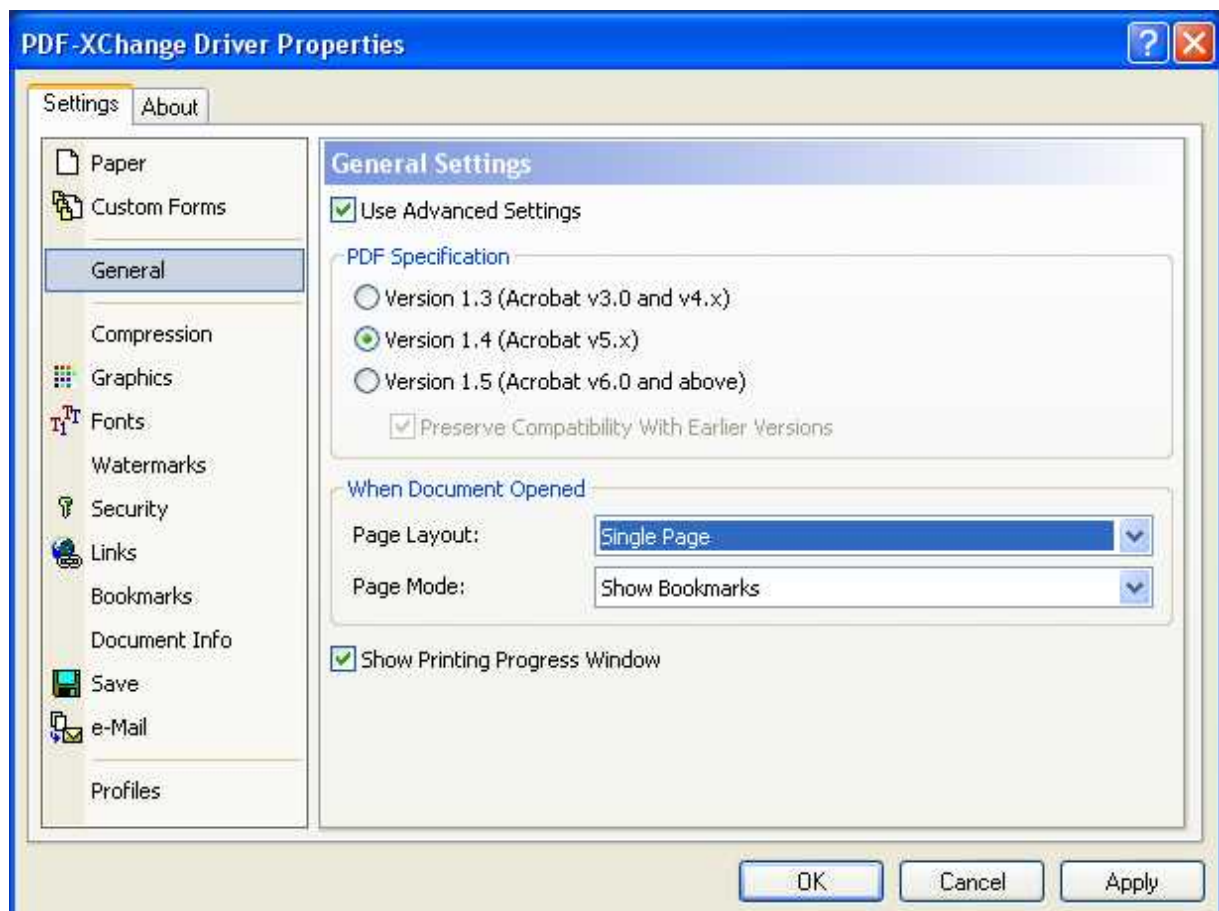 PDF-XChange Driver Properties
Settings
About
Paper
Custom Forms
General
Compression
Graphics
Fonts
Watermarks
Security
Links
Bookmarks
Document Info
Save
e-Mail
Profiles
General Settings
Use Advanced Settings
PDF Specification
Version 1.3 (Acrobat v3.0 and v4.x)
Version 1.4 (Acrobat v5.x)
Version 1.5 (Acrobat v6.0 and above)
Preserve Compatibility With Earlier Versions
When Document Opened
Page Layout: Single Page
Page Mode: Show Bookmarks
Show Printing Progress Window
OK Cancel Apply